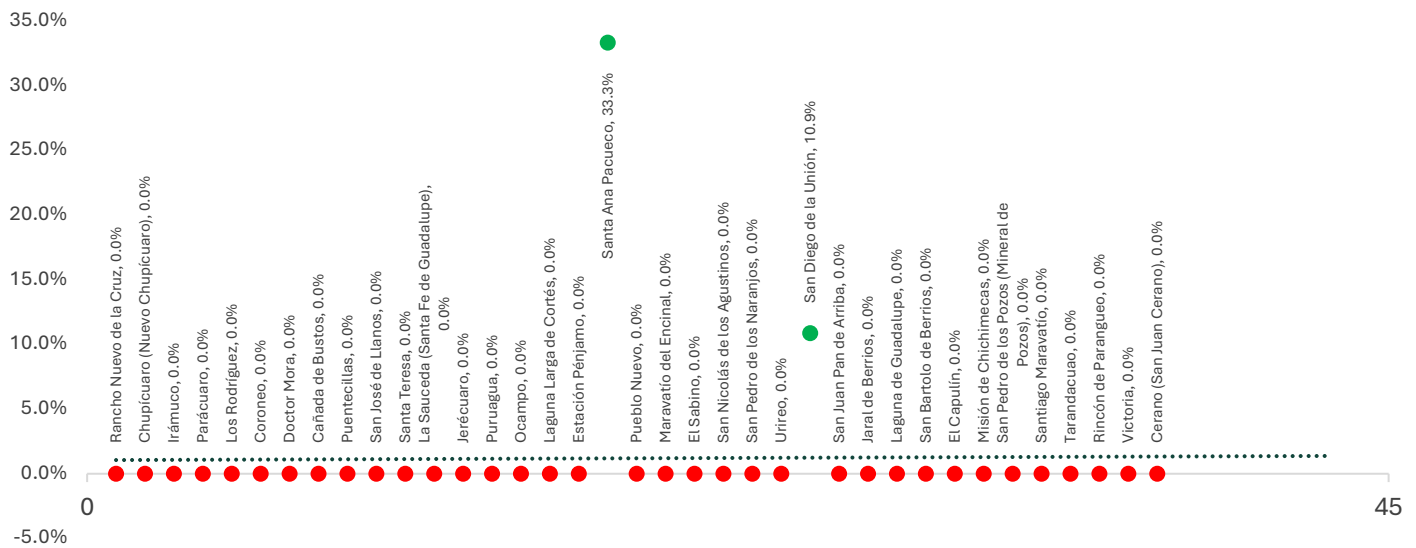 35.0%
30.0%
25.0%
20.0%
15.0%
10.0%
5.0%
0.0%
-5.0%
0
45
Rancho Nuevo de la Cruz, 0.0%
Chupícuaro (Nuevo Chupícuaro), 0.0%
Irámuco, 0.0%
Parácuaro, 0.0%
Los Rodríguez, 0.0%
Coroneo, 0.0%
Doctor Mora, 0.0%
Cañada de Bustos, 0.0%
Puentecillas, 0.0%
San José de Llanos, 0.0%
Santa Teresa, 0.0%
La Sauceda (Santa Fe de Guadalupe),
0.0%
Jerécuaro, 0.0%
Puruagua, 0.0%
Ocampo, 0.0%
Laguna Larga de Cortés, 0.0%
Estación Pénjamo, 0.0%
Santa Ana Pacueco, 33.3%
Pueblo Nuevo, 0.0%
Maravatío del Encinal, 0.0%
El Sabino, 0.0%
San Nicolás de los Agustinos, 0.0%
San Pedro de los Naranjos, 0.0%
Urireo, 0.0%
San Diego de la Unión, 10.9%
San Juan Pan de Arriba, 0.0%
Jaral de Berrios, 0.0%
Laguna de Guadalupe, 0.0%
San Bartolo de Berrios, 0.0%
El Capulín, 0.0%
Misión de Chichimecas, 0.0%
San Pedro de los Pozos (Mineral de
Pozos), 0.0%
Santiago Maravatío, 0.0%
Tarandacuao, 0.0%
Rincón de Parangueo, 0.0%
Victoria, 0.0%
Cerano (San Juan Cerano), 0.0%